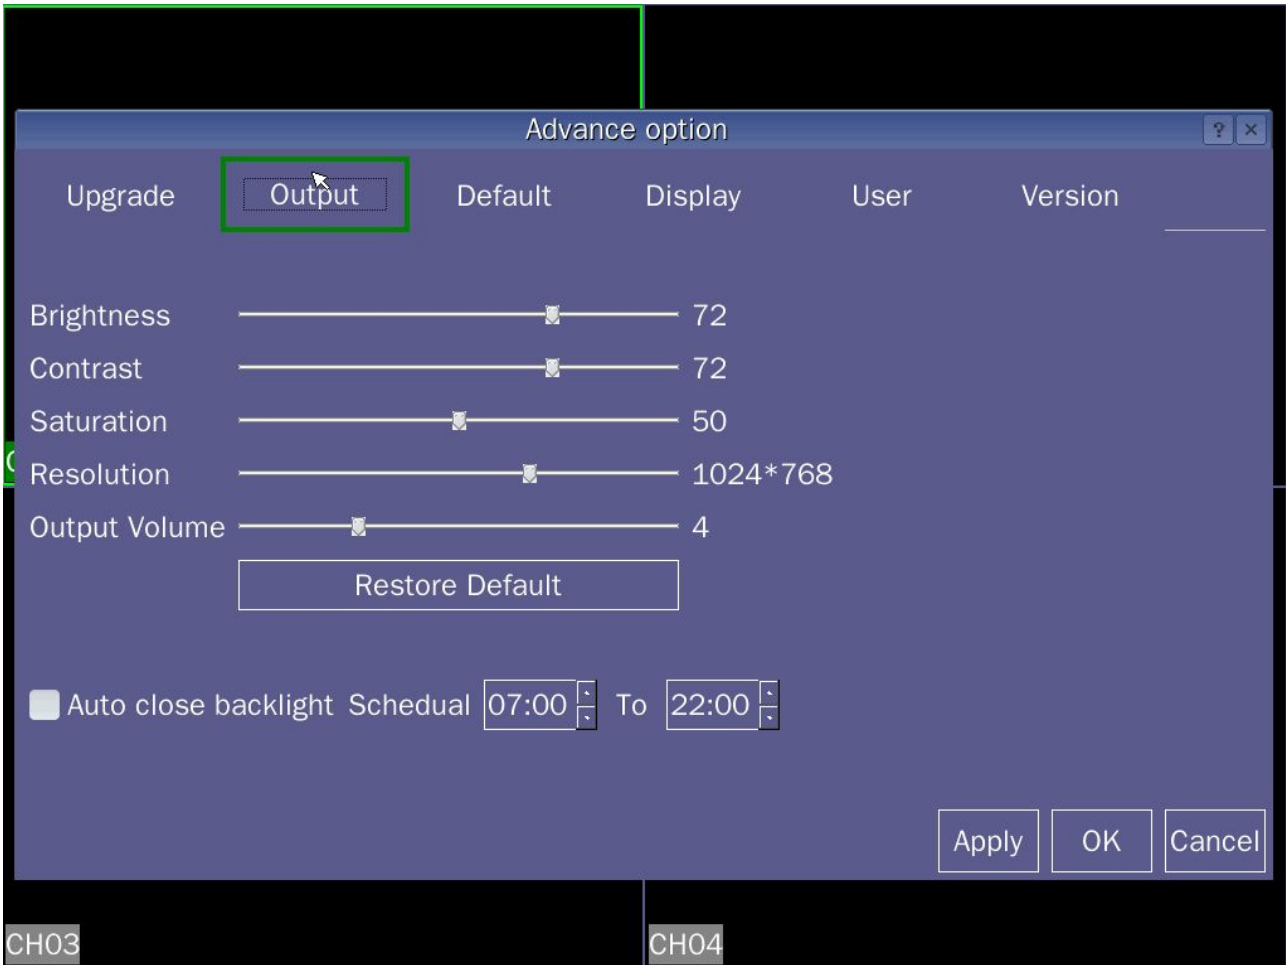 Advance option
? ×
Upgrade Output Default Display User Version
Brightness 72
Contrast 72
Saturation 50
Resolution 1024*768
Output Volume 4
Restore Default
Auto close backlight Schedual 07:00 To 22:00
Apply OK Cancel
CH03 CH04